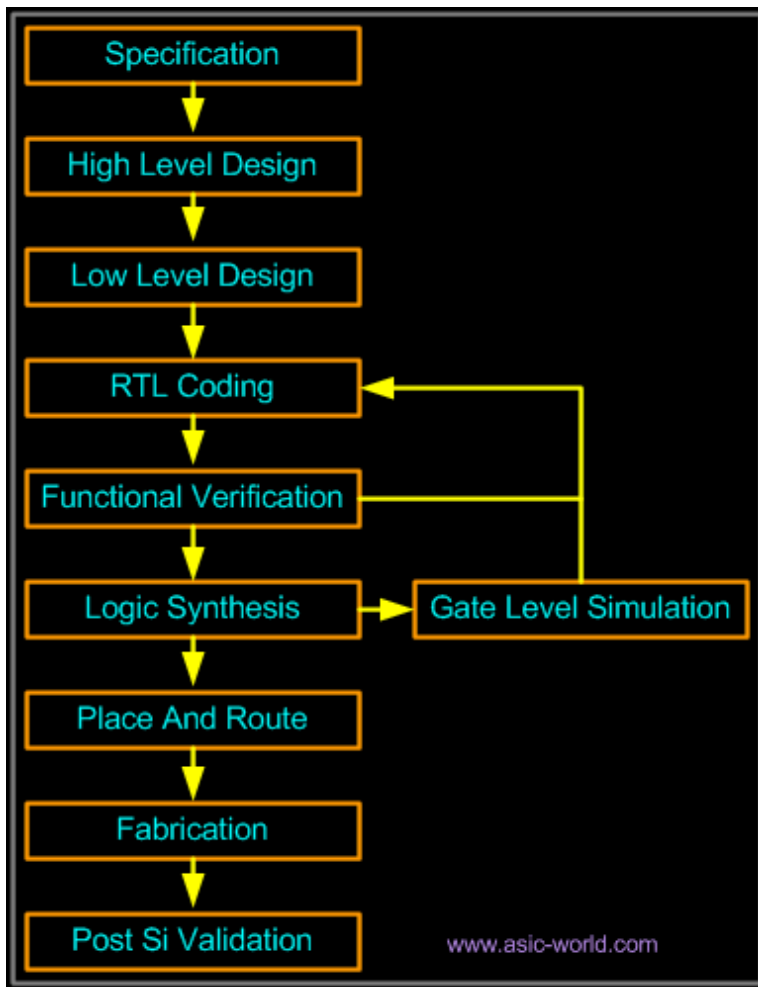 Specification
High Level Design
Low Level Design
RTL Coding
Functional Verification
Logic Synthesis
Gate Level Simulation
Place And Route
Fabrication
Post Si Validation
www.asic-world.com